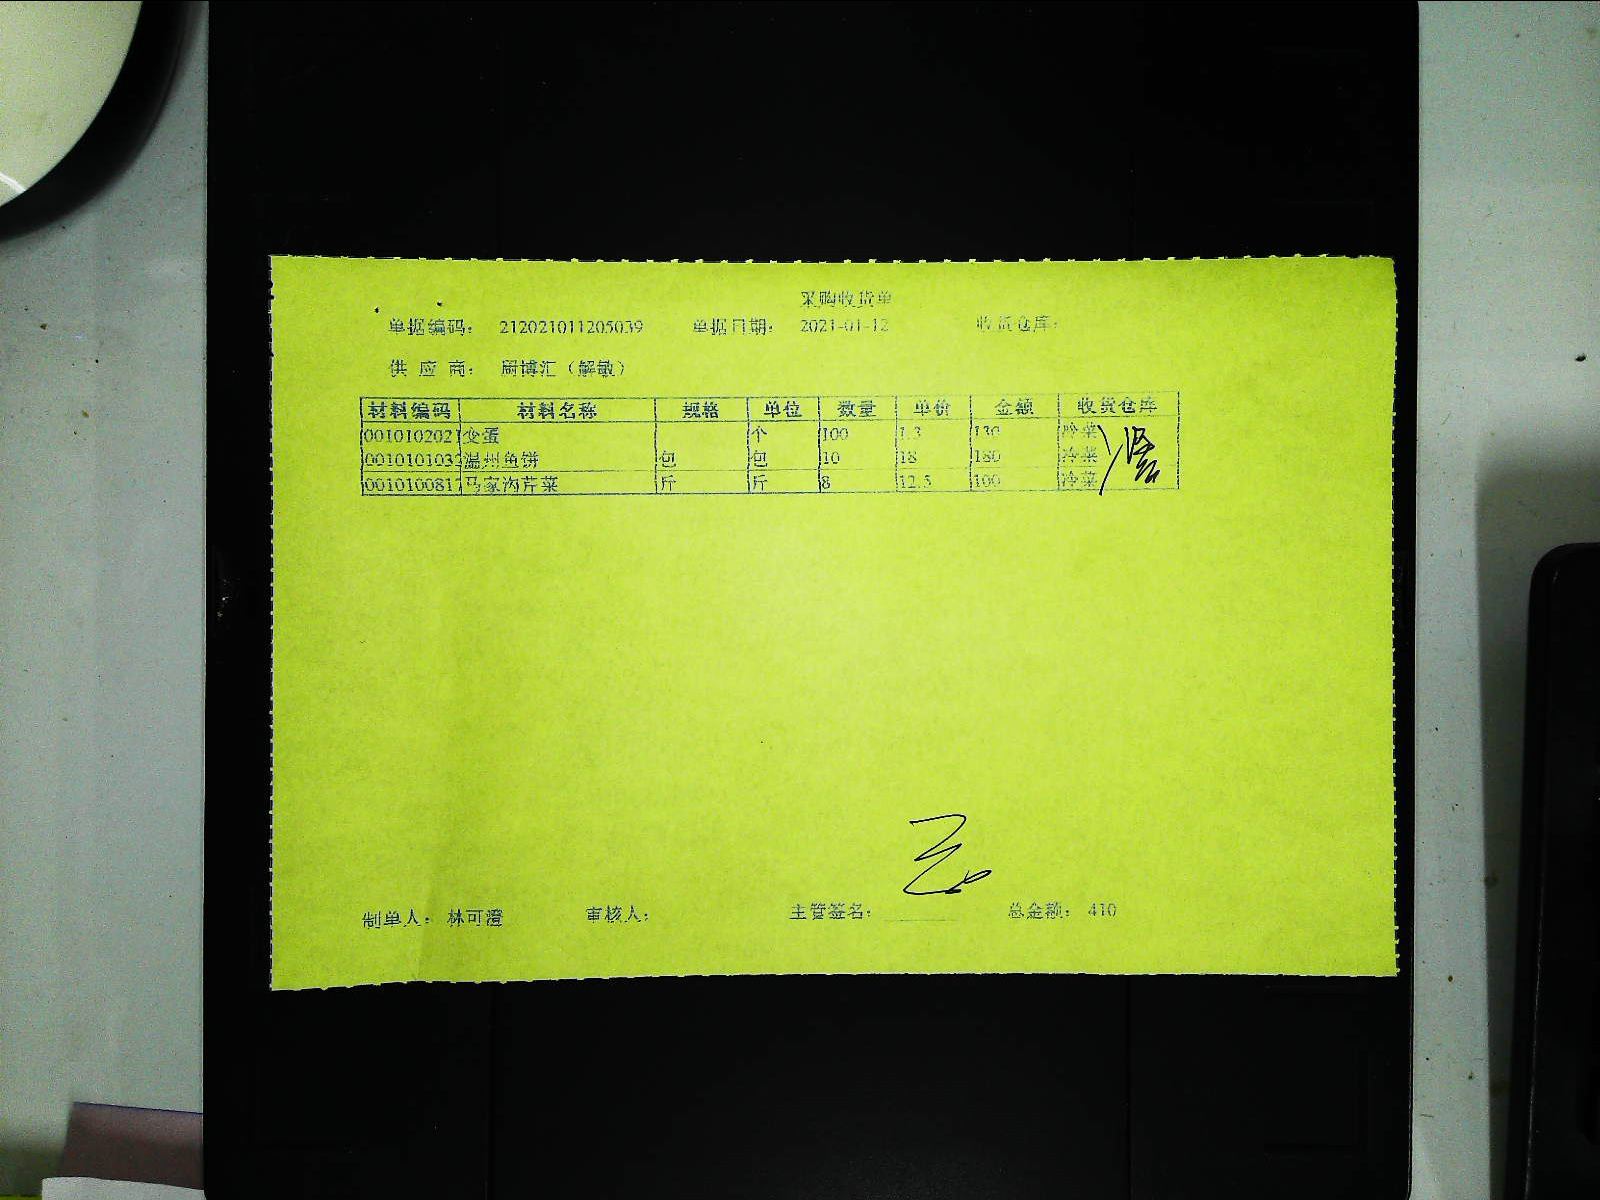 采购收货单
单据编码： 212021011205039 单据日期： 2021-01-12 收货仓库：
供 应 商： 周博汇（解敏）
材料编码 材料名称 规格 单位 数量 单价 金额 收货仓库
0010102021 变蛋 个 100 1.3 130 冷菜
0010101032 温州鱼饼 包 包 10 18 180 冷菜
0010100817 马家沟芹菜 斤 斤 8 12.5 100 冷菜
制单人： 林可澄 审核人： 主管签名： 总金额： 410